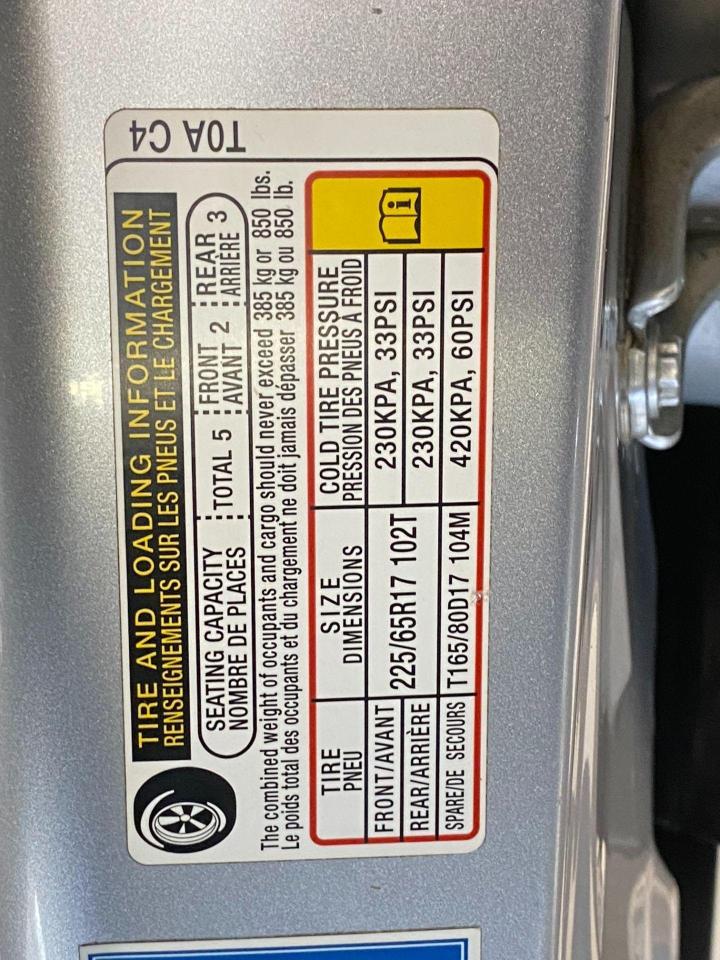 TIRE AND LOADING INFORMATION
RENSEIGNEMENTS SUR LES PNEUS ET LE CHARGEMENT
SEATING CAPACITY TOTAL 5 FRONT 2 REAR 3
NOMBRE DE PLACES AVANT ARRIÈRE
The combined weight of occupants and cargo should never exceed 385 kg or 850 lbs.
Le poids total des occupants et du chargement ne doit jamais dépasser 385 kg ou 850 lb.
TIRE SIZE COLD TIRE PRESSURE
PNEU DIMENSIONS PRESSION DES PNEUS À FROID
FRONT/AVANT 225/65R17 102T 230KPA, 33PSI
REAR/ARRIÈRE 230KPA, 33PSI
SPARE/DE SECOURS T165/80D17 104M 420KPA, 60PSI
T0A C4